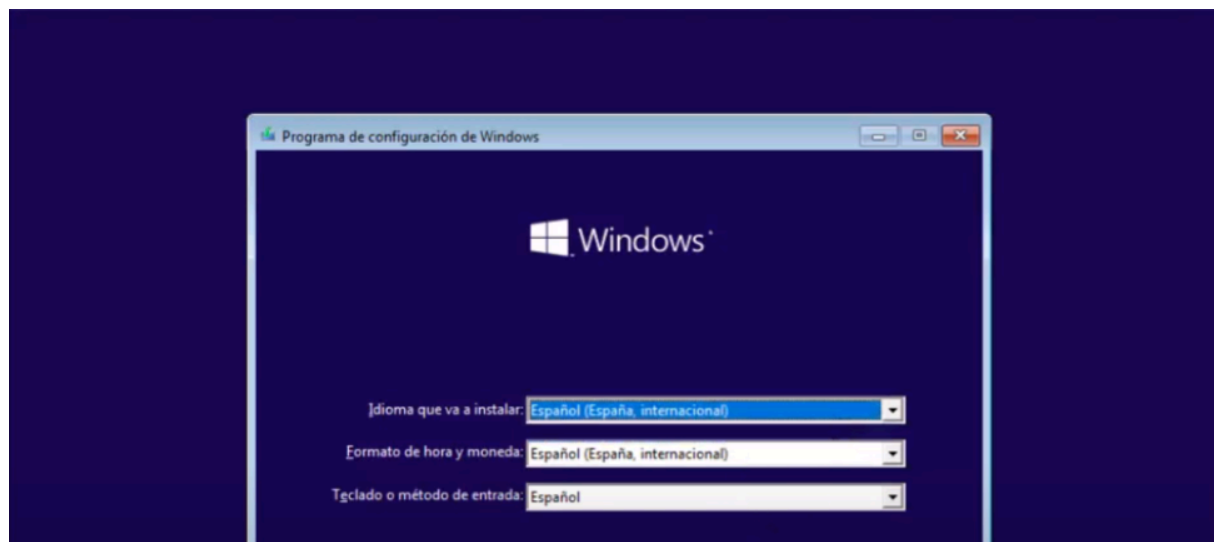 Programa de configuración de Windows
Windows
Idioma que va a instalar: Español (España, internacional)
Formato de hora y moneda: Español (España, internacional)
Teclado o método de entrada: Español